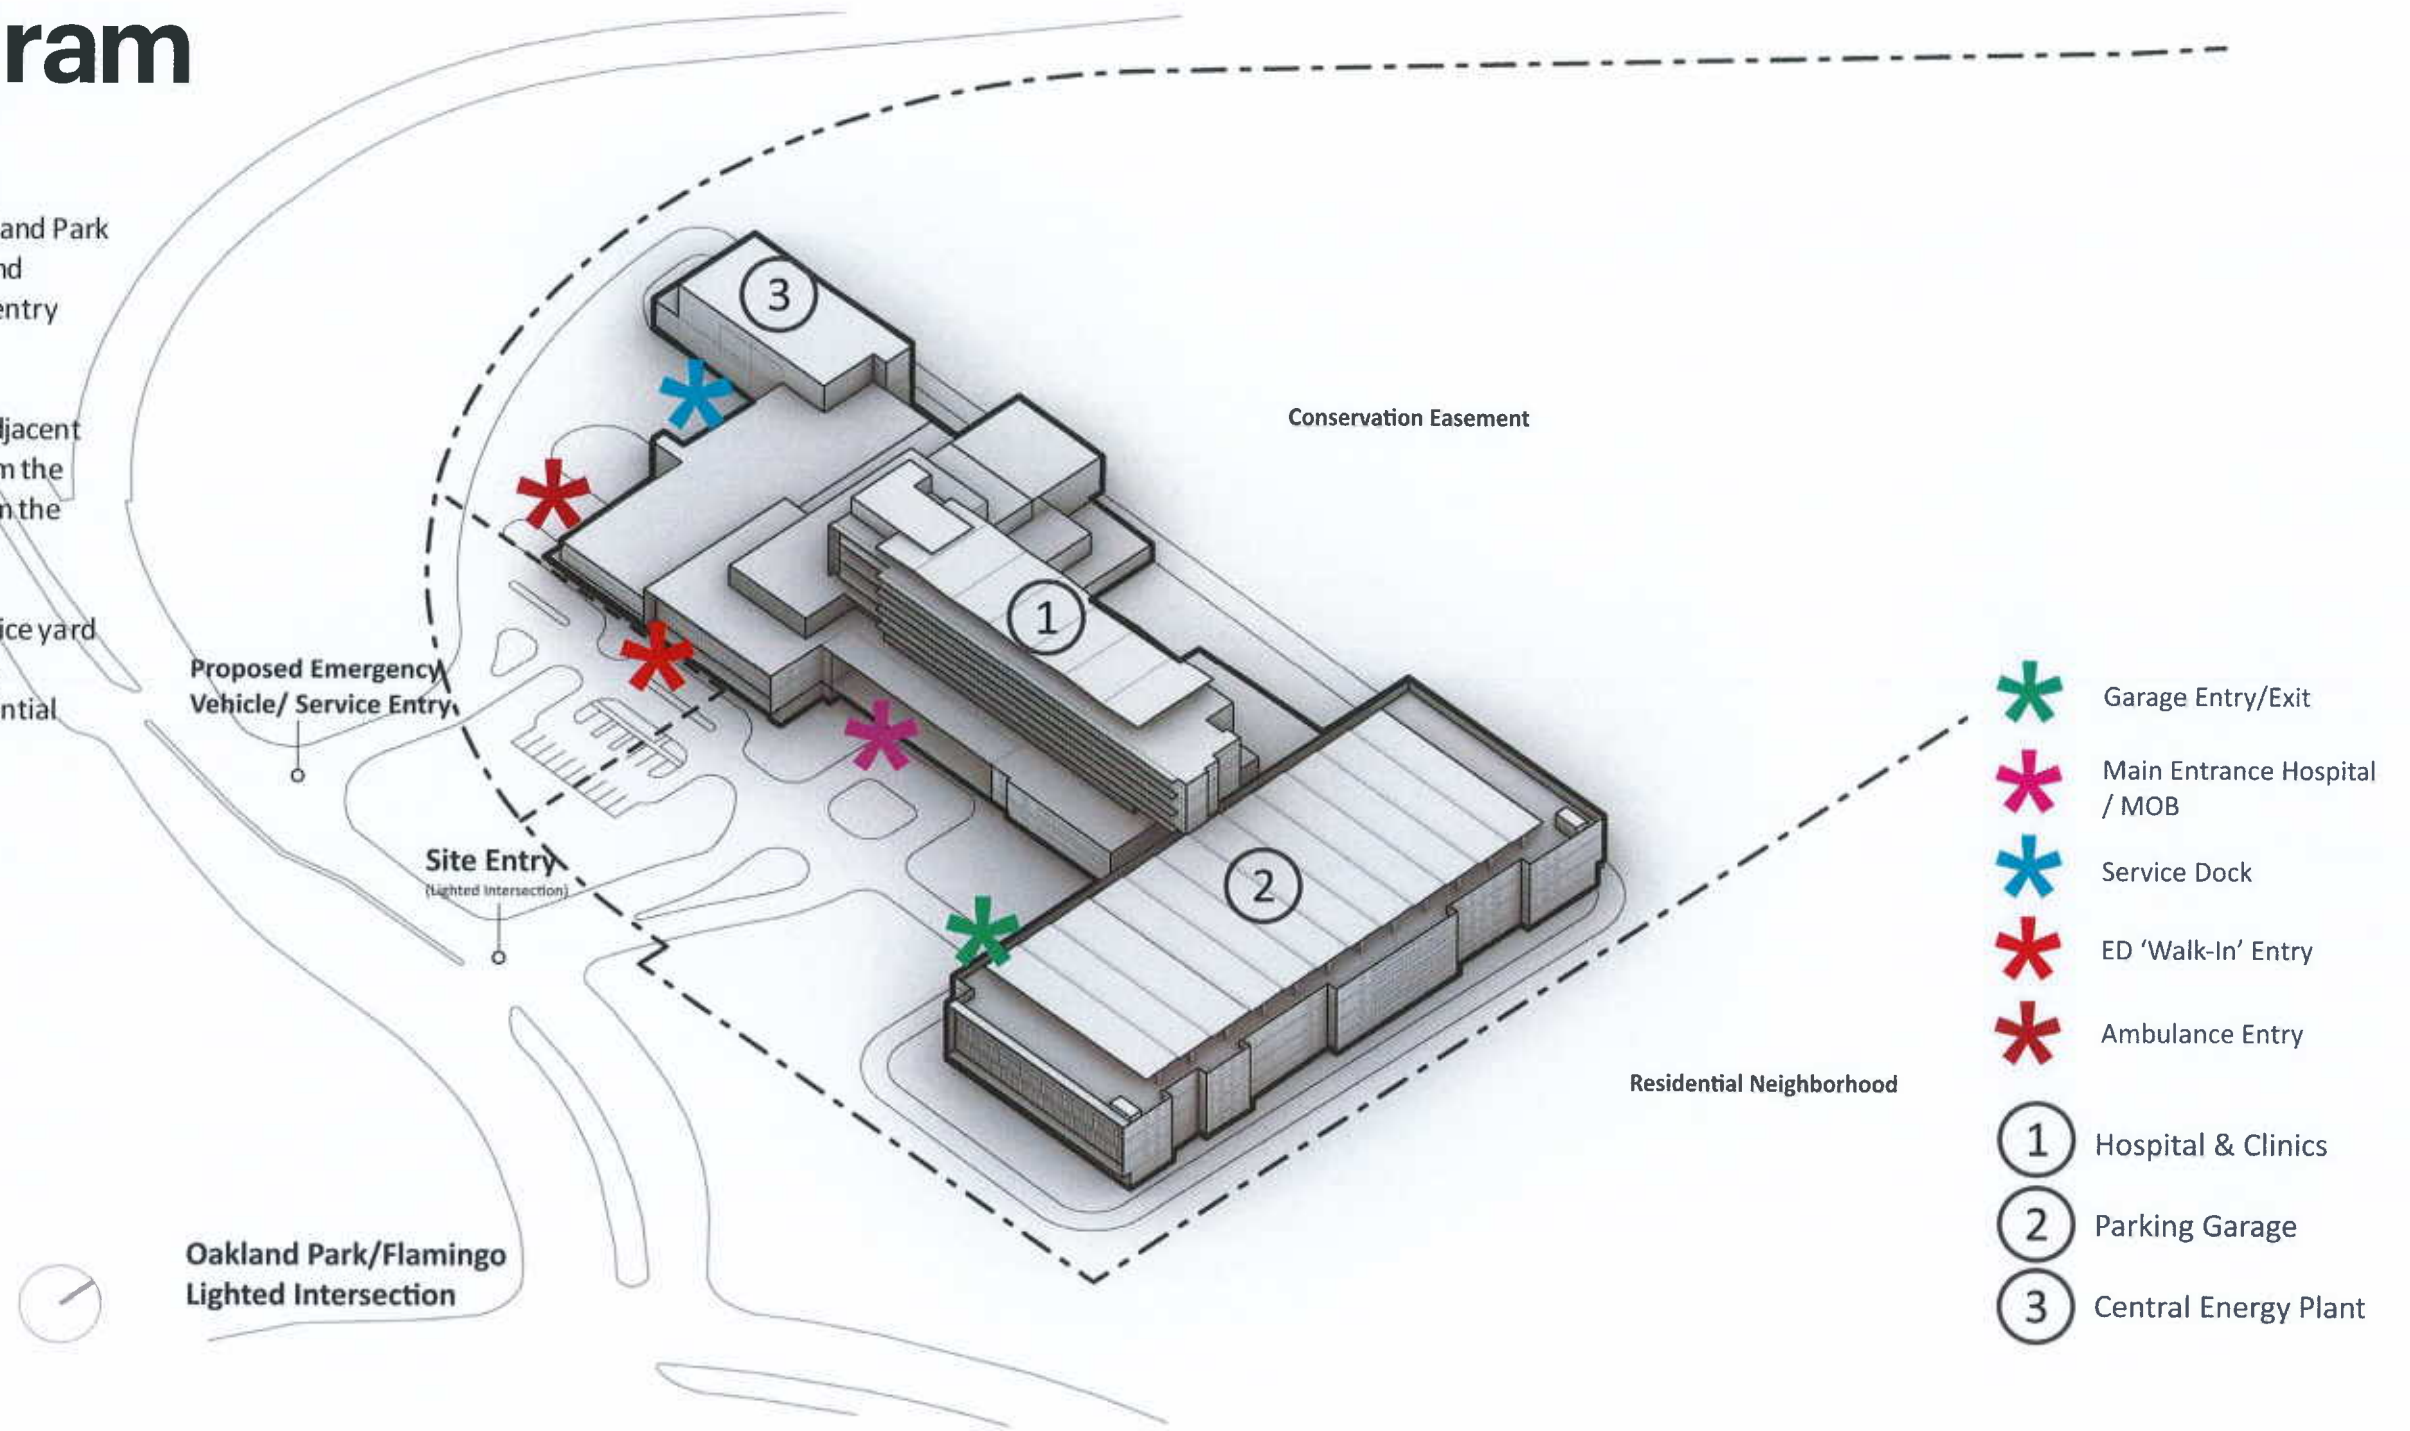 ram
and Park
nd
entry
djacent
m the
n the
ice yard
ntial
Proposed Emergency
Vehicle/ Service Entry
Site Entry
(Lighted Intersection)
Oakland Park/Flamingo
Lighted Intersection
3
1
2
Conservation Easement
Residential Neighborhood
Garage Entry/Exit
Main Entrance Hospital
/ MOB
Service Dock
ED ‘Walk-In’ Entry
Ambulance Entry
1 Hospital & Clinics
2 Parking Garage
3 Central Energy Plant